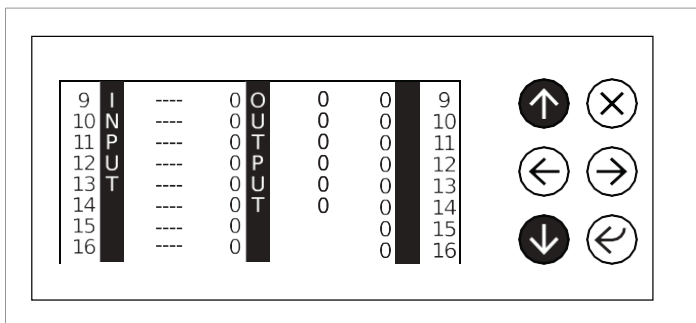 9 I ---- 0 O 0 0 9
10 N ---- 0 U 0 0 10
11 P ---- 0 T 0 0 11
12 U ---- 0 P 0 0 12
13 T ---- 0 U 0 0 13
14 ---- 0 T 0 0 14
15 ---- 0 0 15
16 ---- 0 0 16